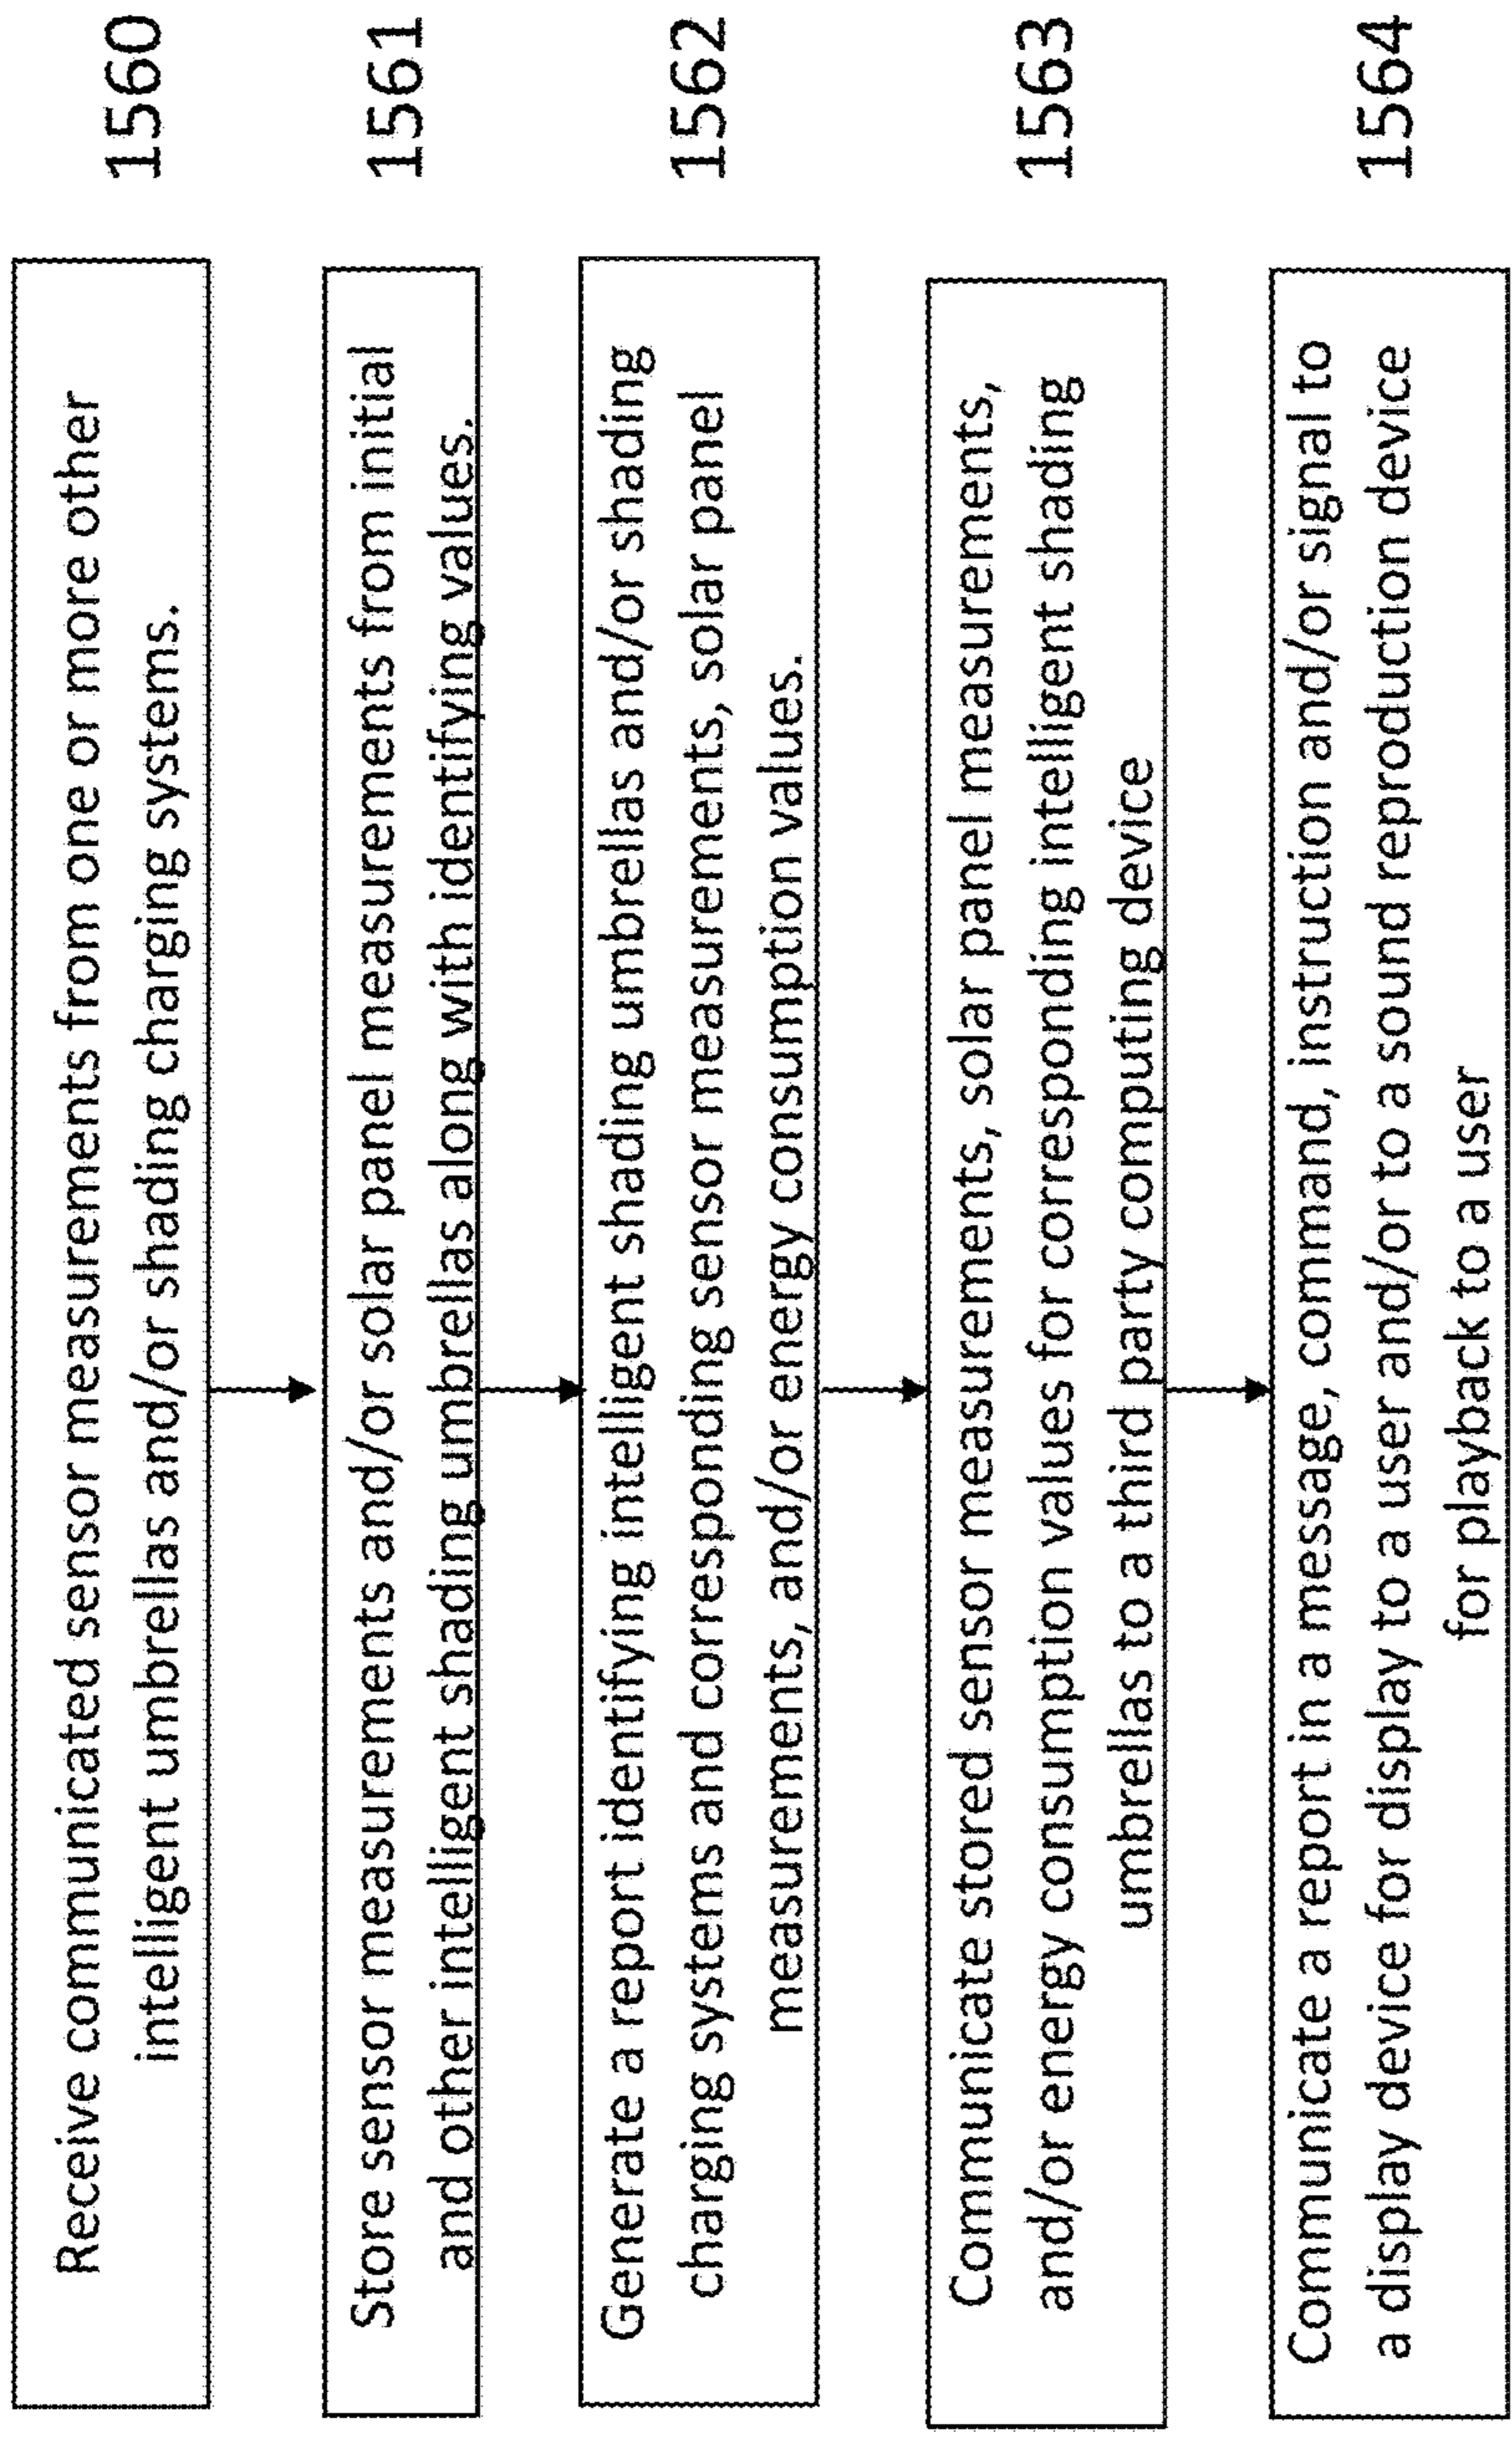 Receive communicated sensor measurements from one or more other
intelligent umbrellas and/or shading charging systems.
1560
Store sensor measurements and/or solar panel measurements from initial
and other intelligent shading umbrellas along with identifying values.
1561
Generate a report identifying intelligent shading umbrellas and/or shading
charging systems and corresponding sensor measurements, solar panel
measurements, and/or energy consumption values.
1562
Communicate stored sensor measurements, solar panel measurements,
and/or energy consumption values for corresponding intelligent shading
umbrellas to a third party computing device
1563
Communicate a report in a message, command, instruction and/or signal to
a display device for display to a user and/or to a sound reproduction device
for playback to a user
1564